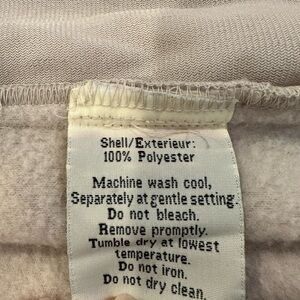 Shell/Exterieur:
100% Polyester
Machine wash cool,
Separately at gentle setting.
Do not bleach.
Remove promptly.
Tumble dry at lowest
temperature.
Do not iron.
Do not dry clean.